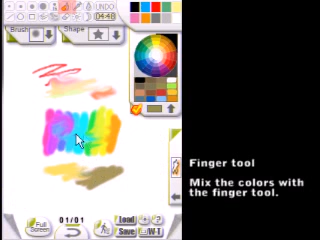 UNDO
04:48
Brush
Shape
Finger tool
Mix the colors with
the finger tool.
Full
Screen
01/01
Load
Save
W-1